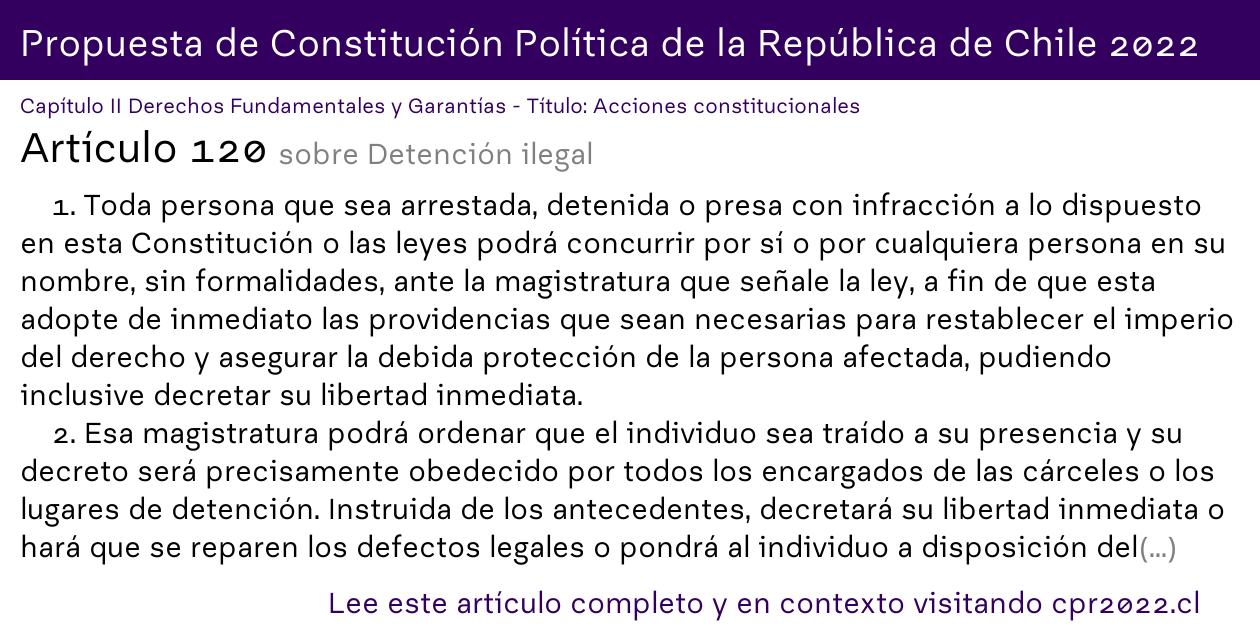 Propuesta de Constitución Política de la República de Chile 2022
Capítulo II Derechos Fundamentales y Garantías - Título: Acciones constitucionales
Artículo 120 sobre Detención ilegal
1. Toda persona que sea arrestada, detenida o presa con infracción a lo dispuesto
en esta Constitución o las leyes podrá concurrir por sí o por cualquiera persona en su
nombre, sin formalidades, ante la magistratura que señale la ley, a fin de que esta
adopte de inmediato las providencias que sean necesarias para restablecer el imperio
del derecho y asegurar la debida protección de la persona afectada, pudiendo
inclusive decretar su libertad inmediata.
2. Esa magistratura podrá ordenar que el individuo sea traído a su presencia y su
decreto será precisamente obedecido por todos los encargados de las cárceles o los
lugares de detención. Instruida de los antecedentes, decretará su libertad inmediata o
hará que se reparen los defectos legales o pondrá al individuo a disposición del(...)
Lee este artículo completo y en contexto visitando cpr2022.cl